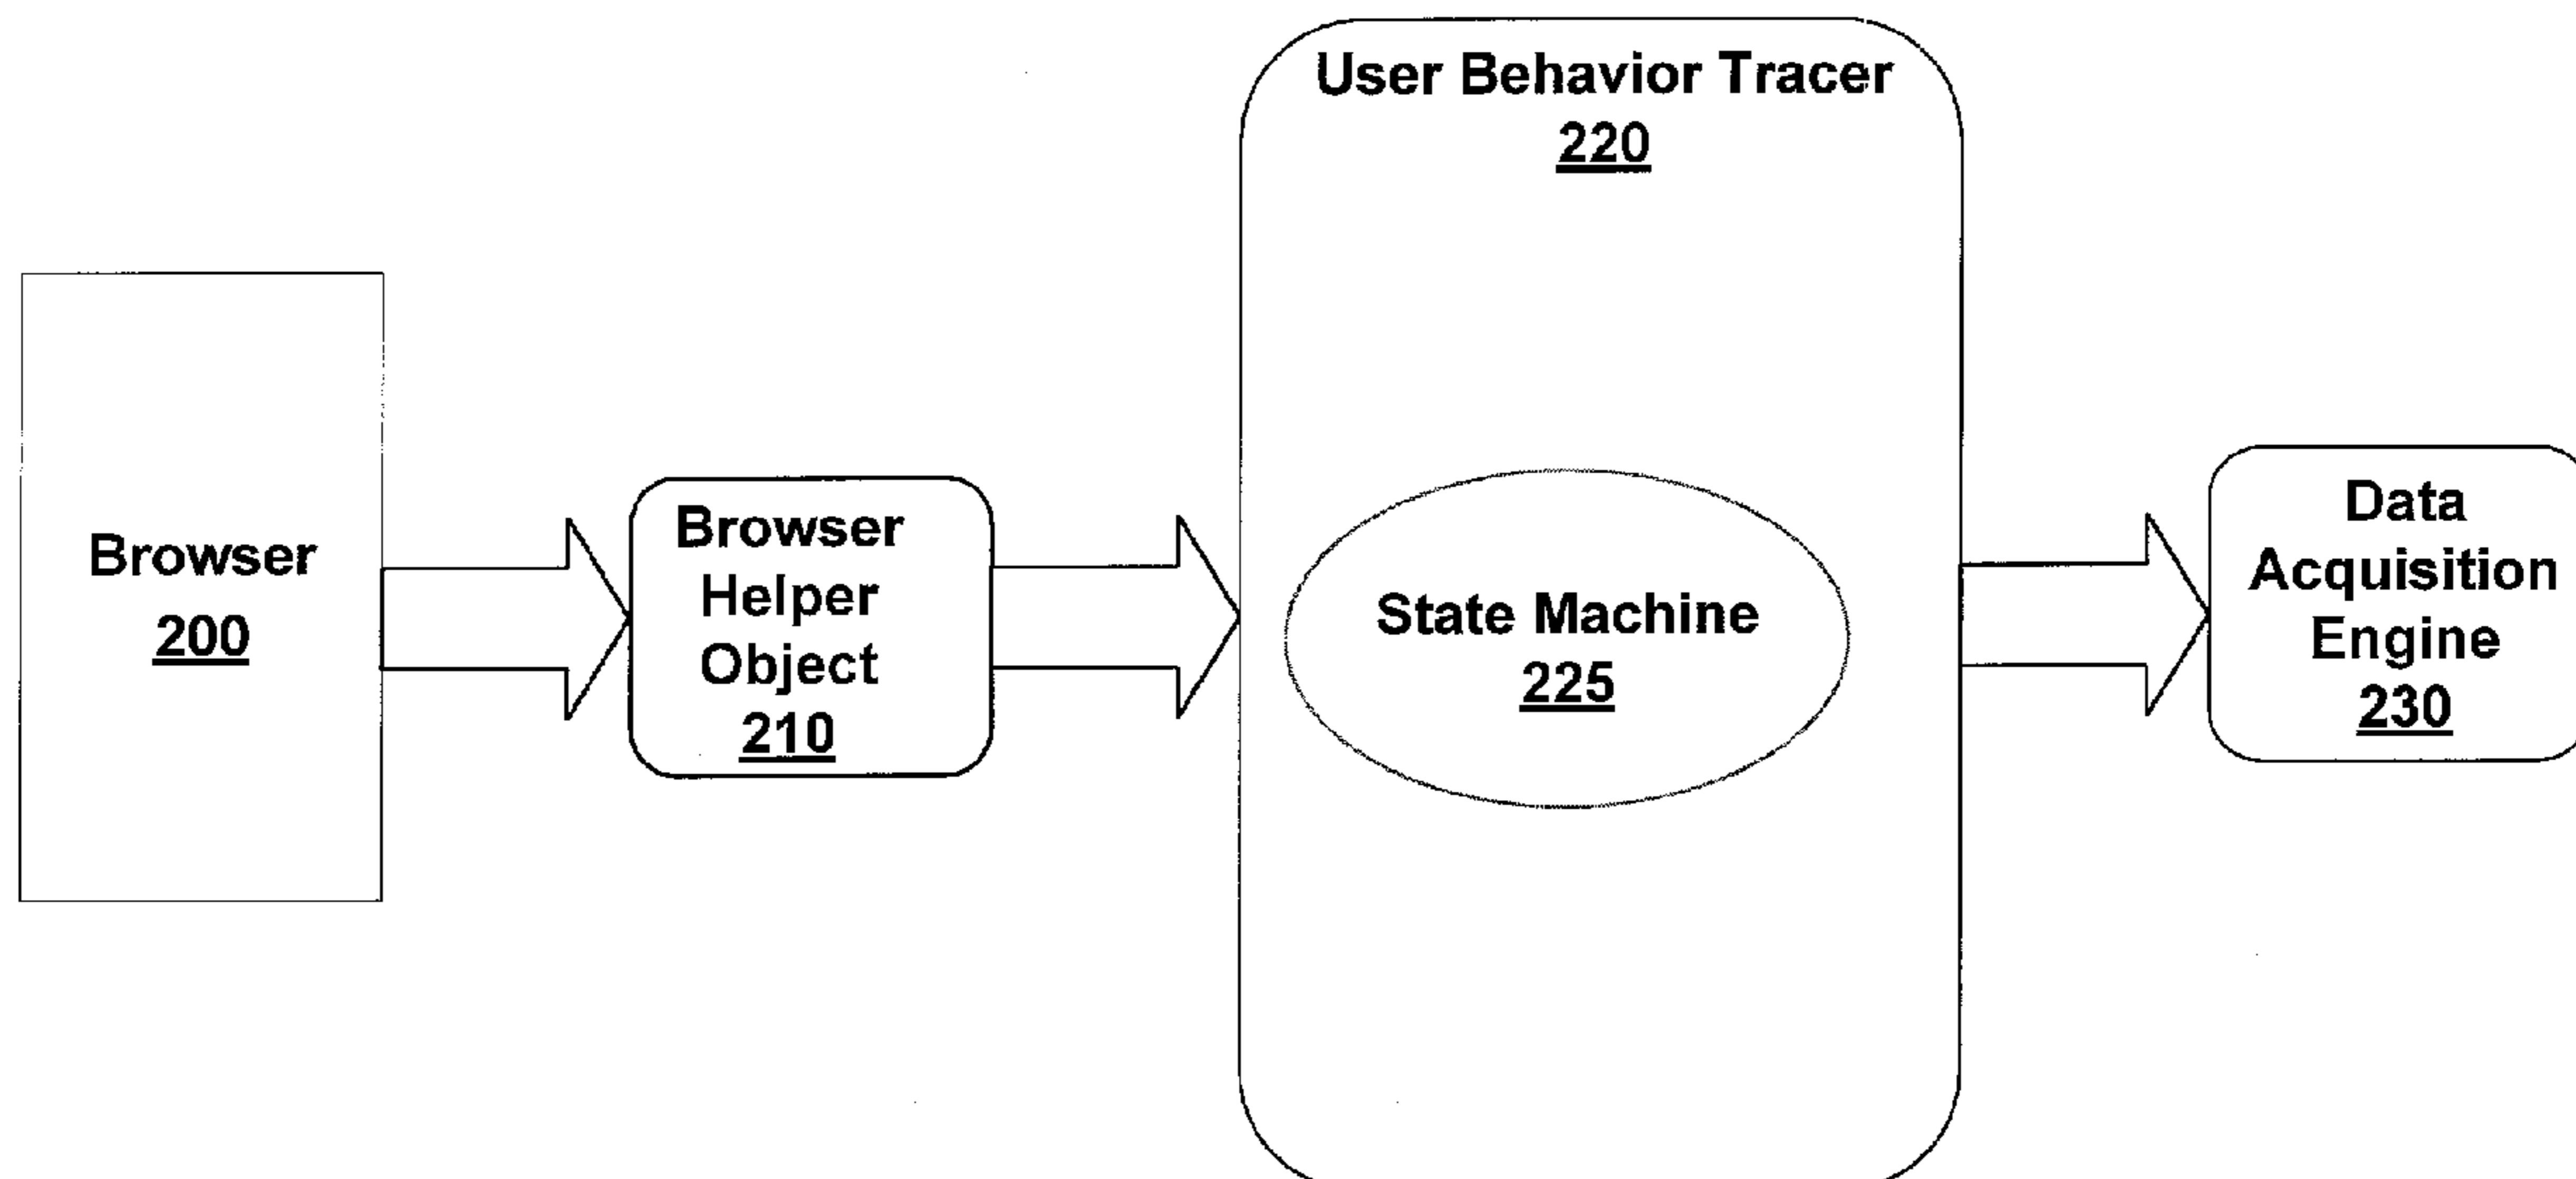 User Behavior Tracer
220
Browser
200
Browser
Helper
Object
210
State Machine
225
Data
Acquisition
Engine
230